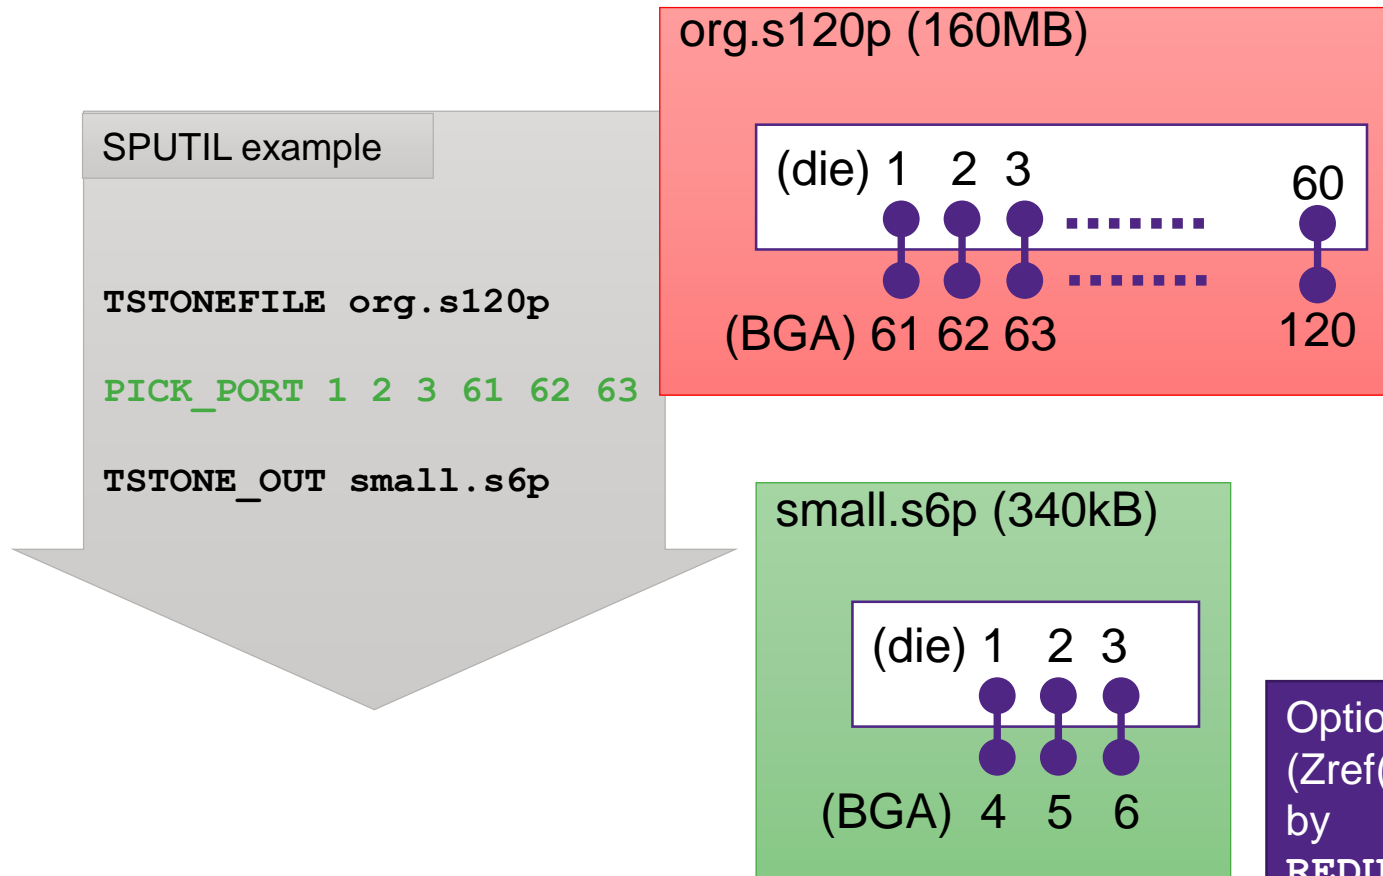 org.s120p (160MB)
SPUTIL example
(die) 1 2 3 60
(BGA) 61 62 63 120
TSTONEFILE org.s120p
PICK_PORT 1 2 3 61 62 63
TSTONE_OUT small.s6p
small.s6p (340kB)
(die) 1 2 3
(BGA) 4 5 6
Optio
(Zref(
by